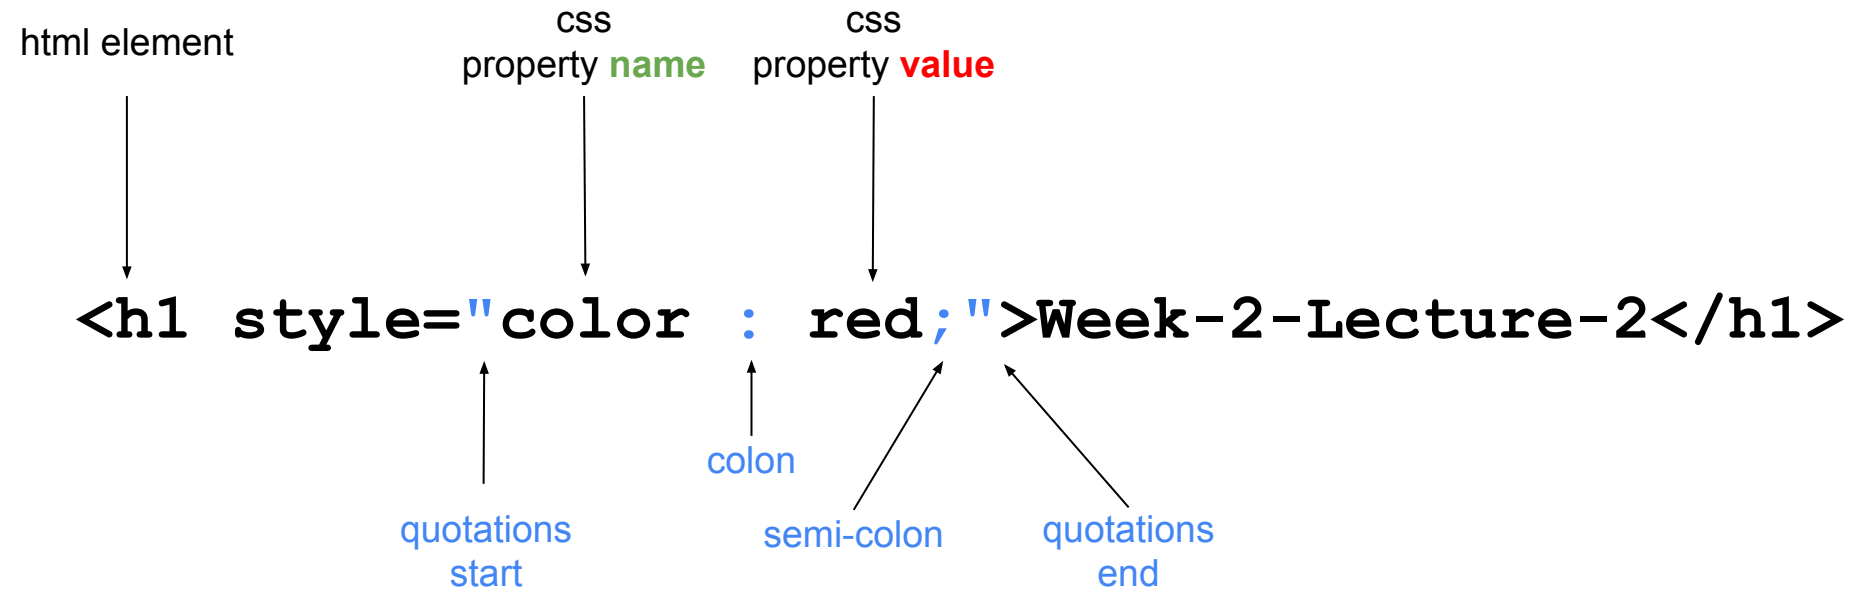 html element
css
property name
css
property value
<h1 style="color : red;">Week-2-Lecture-2</h1>
colon
quotations
start
semi-colon
quotations
end